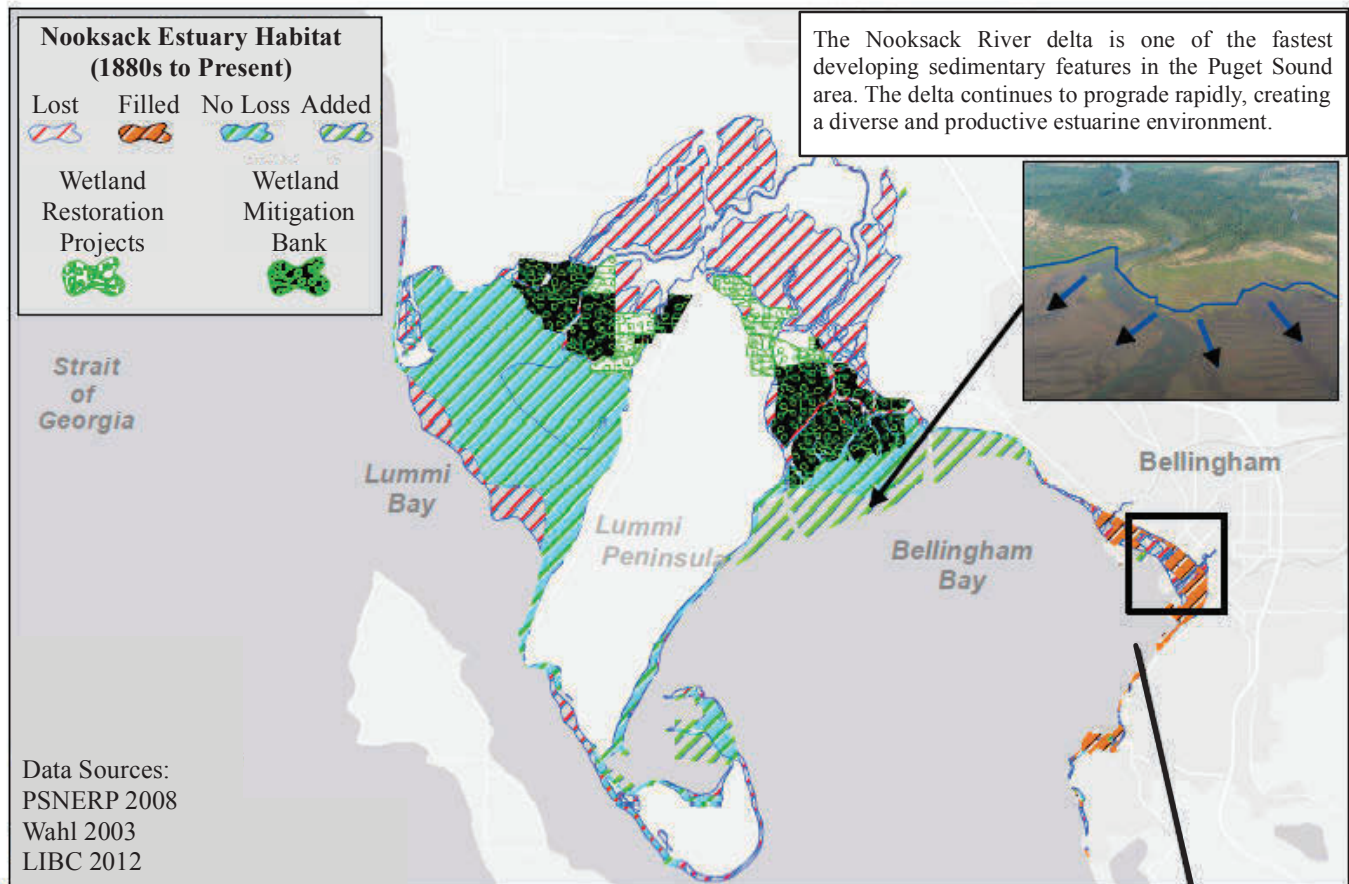 Nooksack Estuary Habitat
(1880s to Present)
Lost Filled No Loss Added
Wetland
Restoration
Projects
Wetland
Mitigation
Bank
The Nooksack River delta is one of the fastest
developing sedimentary features in the Puget Sound
area. The delta continues to prograde rapidly, creating
a diverse and productive estuarine environment.
Strait
of
Georgia
Lummi
Bay
Lummi
Peninsula
Bellingham
Bay
Bellingham
Data Sources:
PSNERP 2008
Wahl 2003
LIBC 2012